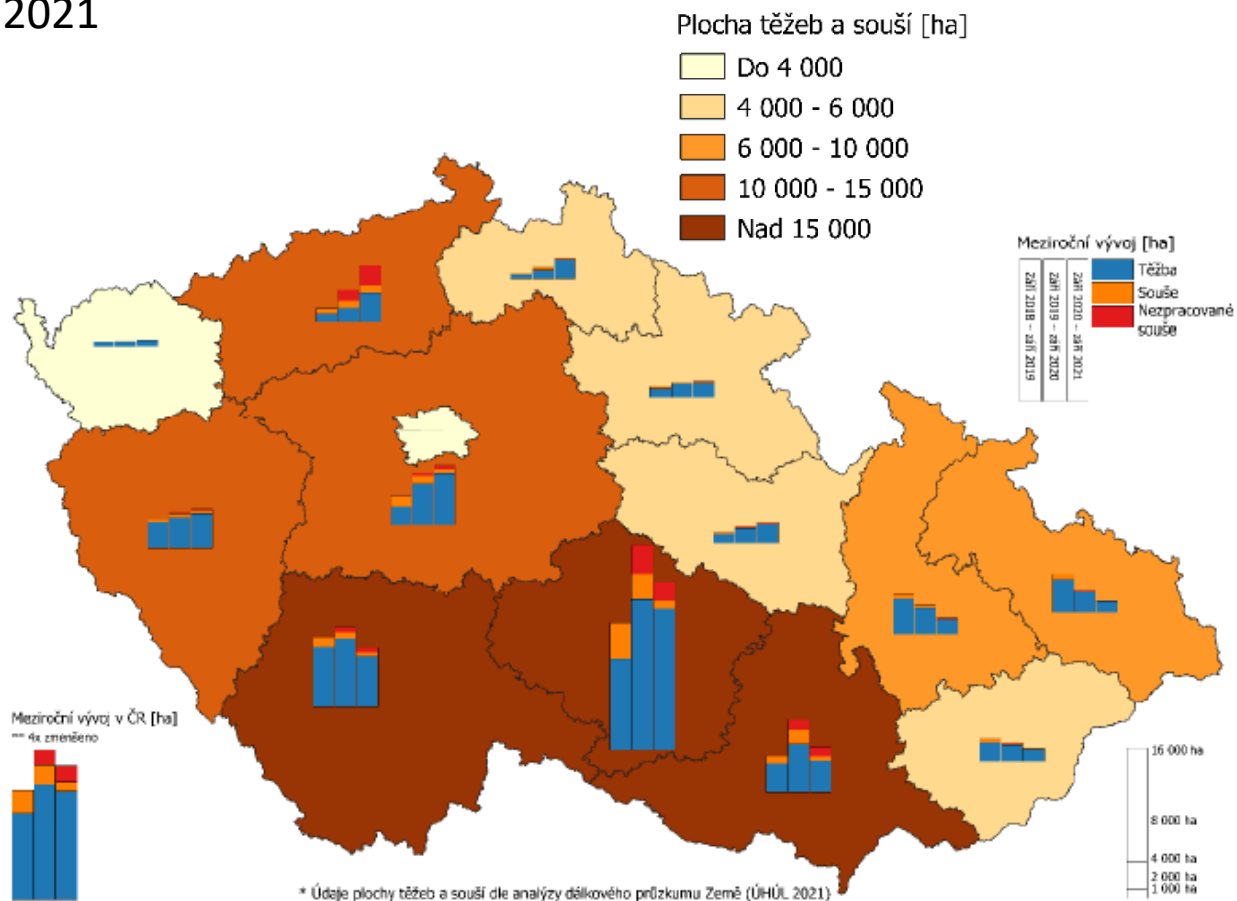 2021
Plocha těžeb a souší [ha]
Do 4 000
4 000 - 6 000
6 000 - 10 000
10 000 - 15 000
Nad 15 000
Meziroční vývoj [ha]
září 2018 – září 2019
září 2019 – září 2020
září 2020 – září 2021
Těžba
Souše
Nezpracované
souše
Meziroční vývoj v ČR [ha]
4x zmenšeno
16 000 ha
8 000 ha
4 000 ha
2 000 ha
1 000 ha
* Údaje plochy těžeb a souší dle analýzy dálkového průzkumu Země (ÚHÚL 2021)